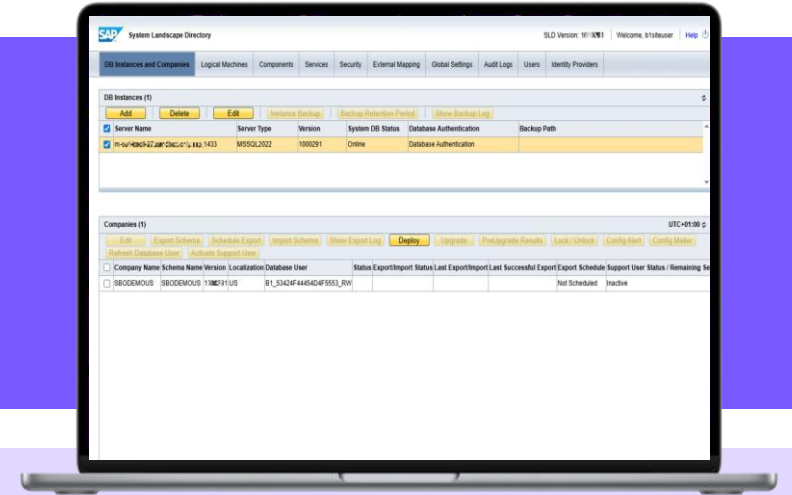 SAP System Landscape Directory SLD Version: Welcome, b1siteuser Help
DB Instances and Companies Logical Machines Components Services Security External Mapping Global Settings Audit Logs Users Identity Providers
DB Instances (1)
Add Delete Edit Instance Backup Backup Retention Period Show Backup Log
Server Name Server Type Version System DB Status Database Authentication Backup Path
MSSQL2022 1000291 Online Database Authentication
Companies (1) UTC+01:00
Edit Export Schema Schedule Export Import Schema Show Export Log Deploy Upgrade PreUpgrade Results Lock / Unlock Config Alert Config Mailer
Refresh Database User Activate Support User
Company Name Schema Name Version Localization Database User Status Export/Import Status Last Export/Import Last Successful Export Export Schedule Support User Status / Remaining Se
SBODEMOUS SBODEMOUS US B1_53424F44454D4F5553_RW Not Scheduled Inactive